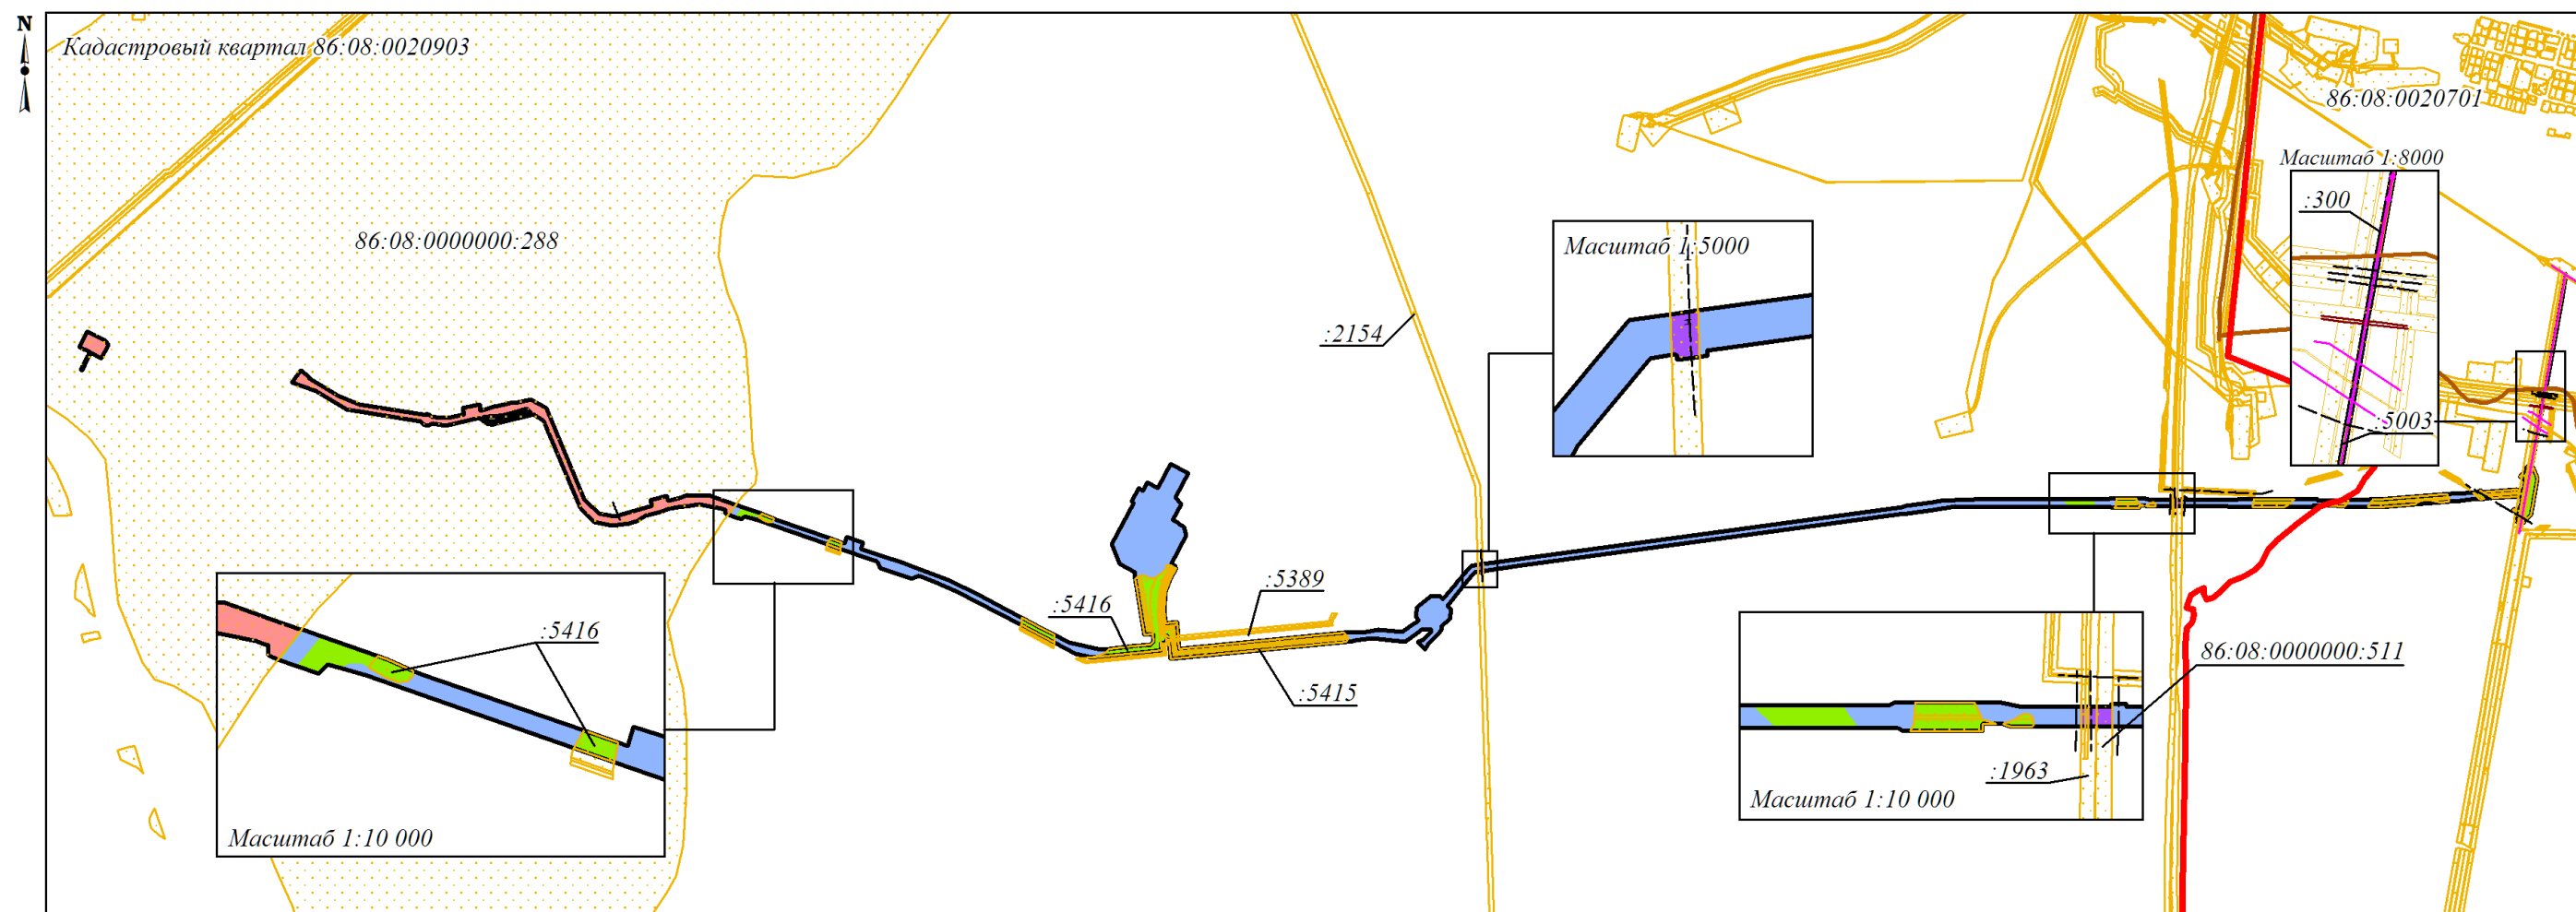 N
Кадастровый квартал 86:08:0020903
86:08:0020701
Масштаб 1:8000
:300
86:08:0000000:288
Масштаб 1:5000
:2154
:5003
:5389
:5416
:5416
86:08:0000000:511
:5415
:1963
Масштаб 1:10 000
Масштаб 1:10 000